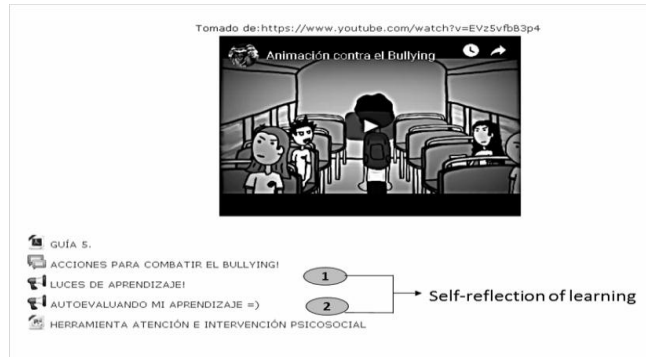 Tomado de:https://www.youtube.com/watch?v=EVz5vfbB3p4
Animación contra el Bullying
GUÍA 5.
ACCIONES PARA COMBATIR EL BULLYING!
LUCES DE APRENDIZAJE!
1
AUTOEVALUANDO MI APRENDIZAJE =)
2
Self-reflection of learning
HERRAMIENTA ATENCIÓN E INTERVENCIÓN PSICOSOCIAL